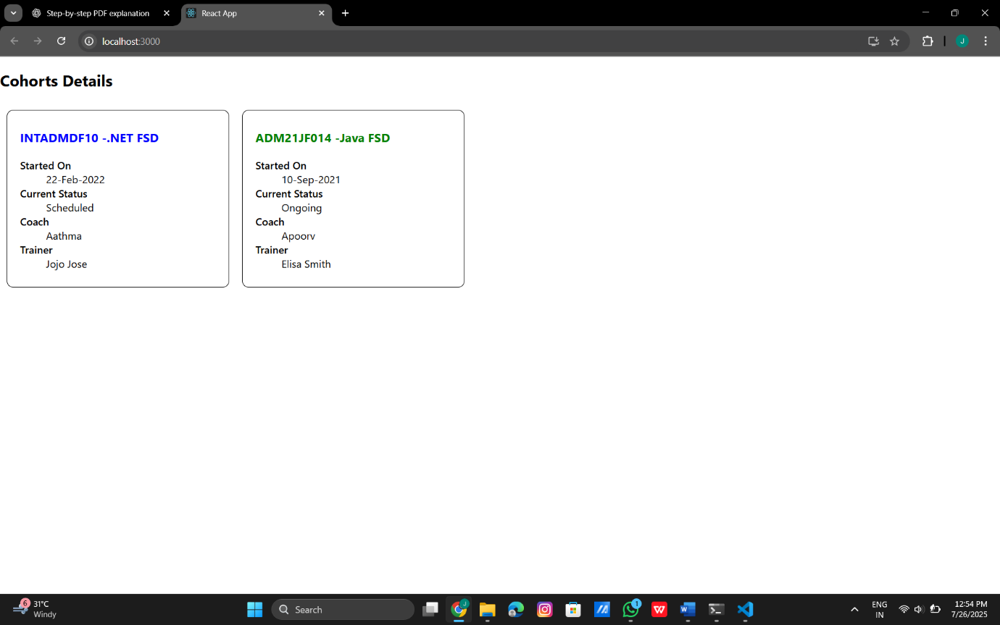 Step-by-step PDF explanation
React App
localhost:3000
J
Cohorts Details
INTADMDF10 -.NET FSD
Started On
22-Feb-2022
Current Status
Scheduled
Coach
Aathma
Trainer
Jojo Jose
ADM21JF014 -Java FSD
Started On
10-Sep-2021
Current Status
Ongoing
Coach
Apoorv
Trainer
Elisa Smith
6
31°C
Windy
Search
J
1
W
W
ENG
IN
12:54 PM
7/26/2025